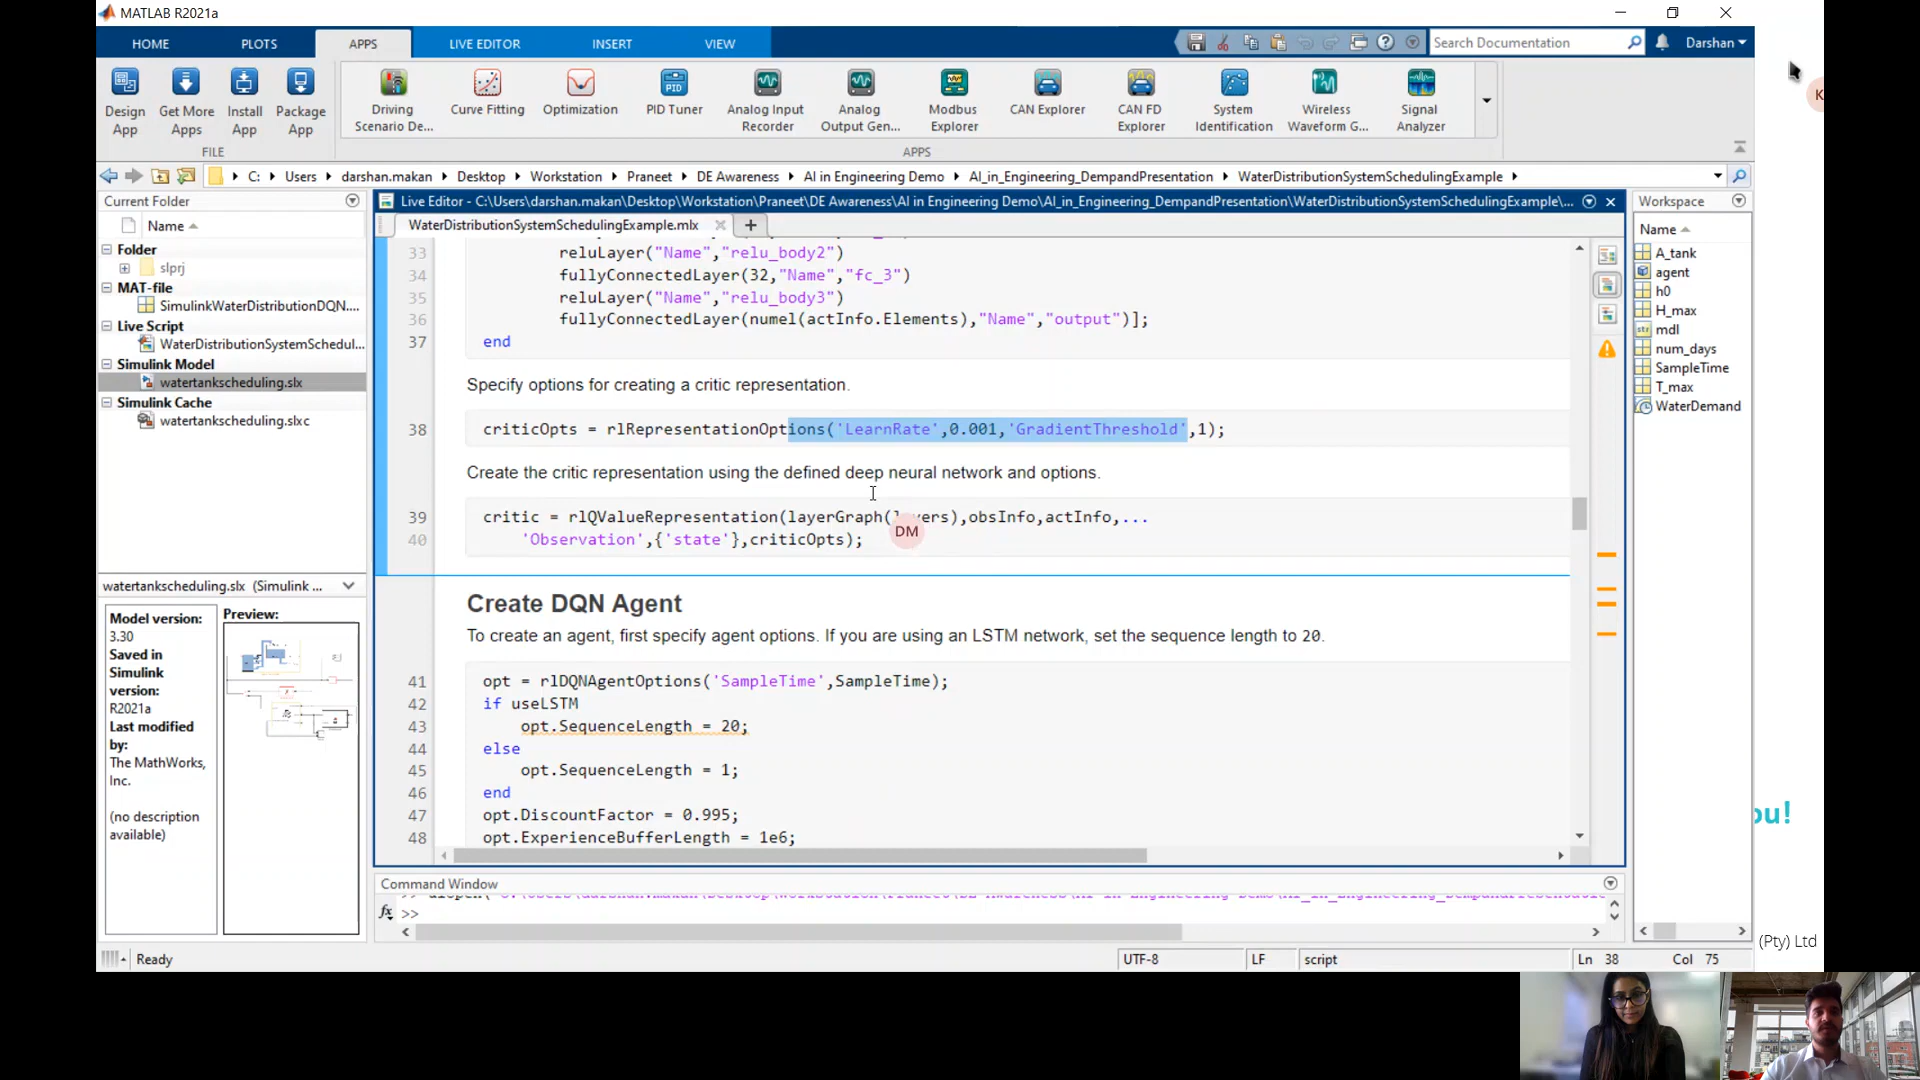 MATLAB R2021a
HOME
PLOTS
APPS
LIVE EDITOR
INSERT
VIEW
Search Documentation
Darshan
Design App
Get More Apps
Install App
Package App
FILE
Driving Scenario De...
Curve Fitting
Optimization
PID Tuner
Analog Input Recorder
Analog Output Gen...
Modbus Explorer
CAN Explorer
CAN FD Explorer
System Identification
Wireless Waveform G...
Signal Analyzer
APPS
K
C: ▸ Users ▸ darshan.makan ▸ Desktop ▸ Workstation ▸ Praneet ▸ DE Awareness ▸ AI in Engineering Demo ▸ AI_in_Engineering_DempandPresentation ▸ WaterDistributionSystemSchedulingExample ▸
Current Folder
Name
Folder
slprj
MAT-file
SimulinkWaterDistributionDQN....
Live Script
WaterDistributionSystemSchedul...
Simulink Model
watertankscheduling.slx
Simulink Cache
watertankscheduling.slxc
watertankscheduling.slx (Simulink ...
Model version:
3.30
Saved in
Simulink
version:
R2021a
Last modified
by:
The MathWorks,
Inc.
(no description
available)
Preview:
Live Editor - C:\Users\darshan.makan\Desktop\Workstation\Praneet\DE Awareness\AI in Engineering Demo\AI_in_Engineering_DempandPresentation\WaterDistributionSystemSchedulingExample\...
WaterDistributionSystemSchedulingExample.mlx
33 reluLayer("Name","relu_body2")
34 fullyConnectedLayer(32,"Name","fc_3")
35 reluLayer("Name","relu_body3")
36 fullyConnectedLayer(numel(actInfo.Elements),"Name","output")];
37 end
Specify options for creating a critic representation.
38 criticOpts = rlRepresentationOptions('LearnRate',0.001,'GradientThreshold',1);
Create the critic representation using the defined deep neural network and options.
39 critic = rlQValueRepresentation(layerGraph(layers),obsInfo,actInfo,...
40 'Observation',{'state'},criticOpts);
DM
Create DQN Agent
To create an agent, first specify agent options. If you are using an LSTM network, set the sequence length to 20.
41 opt = rlDQNAgentOptions('SampleTime',SampleTime);
42 if useLSTM
43 opt.SequenceLength = 20;
44 else
45 opt.SequenceLength = 1;
46 end
47 opt.DiscountFactor = 0.995;
48 opt.ExperienceBufferLength = 1e6;
Command Window
fx >>
Workspace
Name
A_tank
agent
h0
H_max
mdl
num_days
SampleTime
T_max
WaterDemand
ou!
(Pty) Ltd
Ready
UTF-8
LF
script
Ln 38
Col 75